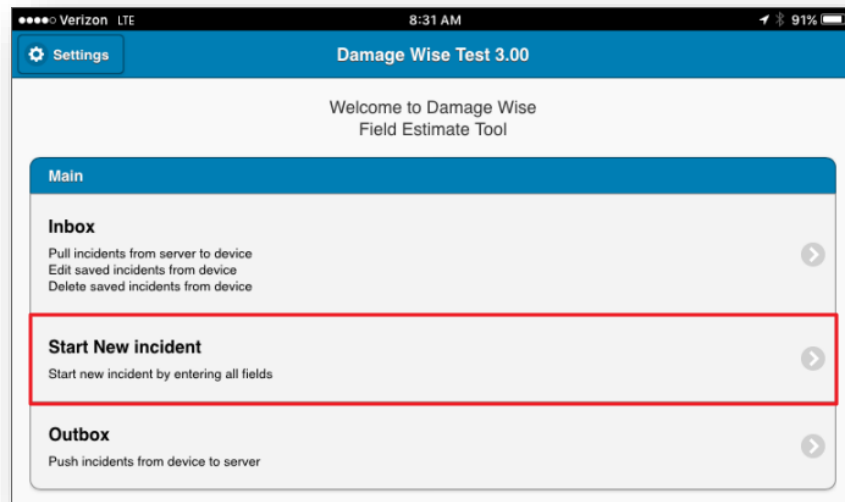 Verizon LTE 8:31 AM 91%
Settings Damage Wise Test 3.00
Welcome to Damage Wise
Field Estimate Tool
Main
Inbox
Pull incidents from server to device
Edit saved incidents from device
Delete saved incidents from device
Start New incident
Start new incident by entering all fields
Outbox
Push incidents from device to server